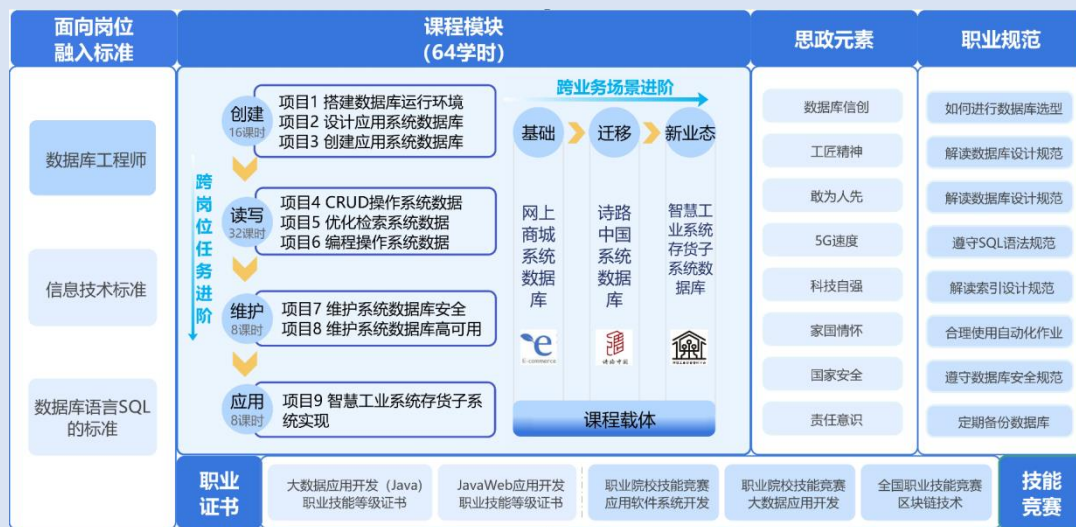 面向岗位
融入标准
课程模块
(64学时)
思政元素
职业规范
数据库工程师
信息技术标准
数据库语言SQL
的标准
跨岗位任务进阶
创建
16课时
项目1 搭建数据库运行环境
项目2 设计应用系统数据库
项目3 创建应用系统数据库
读写
32课时
项目4 CRUD操作系统数据
项目5 优化检索系统数据
项目6 编程操作系统数据
维护
8课时
项目7 维护系统数据库安全
项目8 维护系统数据库高可用
应用
8课时
项目9 智慧工业系统存货子系
统实现
跨业务场景进阶
基础
迁移
新业态
网上
商城
系统
数据
库
诗路
中国
系统
数据
库
智慧工
业系统
存货子
系统数
据库
e
E-commerce
诗路中国
课程载体
数据库信创
工匠精神
敢为人先
5G速度
科技自强
家国情怀
国家安全
责任意识
如何进行数据库选型
解读数据库设计规范
解读数据库设计规范
遵守SQL语法规范
解读索引设计规范
合理使用自动化作业
遵守数据库安全规范
定期备份数据库
职业
证书
大数据应用开发（Java）
职业技能等级证书
JavaWeb应用开发
职业技能等级证书
职业院校技能竞赛
应用软件系统开发
职业院校技能竞赛
大数据应用开发
全国职业技能竞赛
区块链技术
技能
竞赛